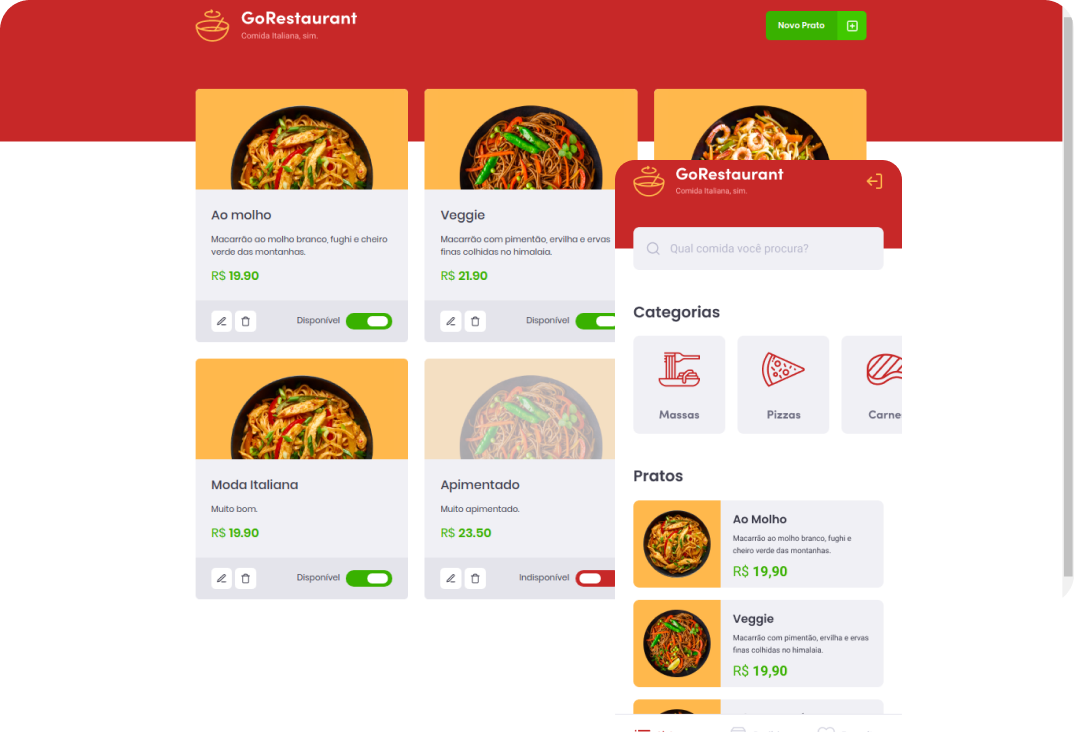 GoRestaurant
Comida Italiana, sim.
Novo Prato
Ao molho
Macarrão ao molho branco, fughi e cheiro
verde das montanhas.
R$ 19.90
Disponível
Veggie
Macarrão com pimentão, ervilha e ervas
finas colhidas no himalaia.
R$ 21.90
Disponível
Moda Italiana
Muito bom.
R$ 19.90
Disponível
Apimentado
Muito apimentado.
R$ 23.50
Indisponível
GoRestaurant
Comida Italiana, sim.
Qual comida você procura?
Categorias
Massas
Pizzas
Carne
Pratos
Ao Molho
Macarrão ao molho branco, fughi e
cheiro verde das montanhas.
R$ 19,90
Veggie
Macarrão com pimentão, ervilha e ervas
finas colhidas no himalaia.
R$ 19,90